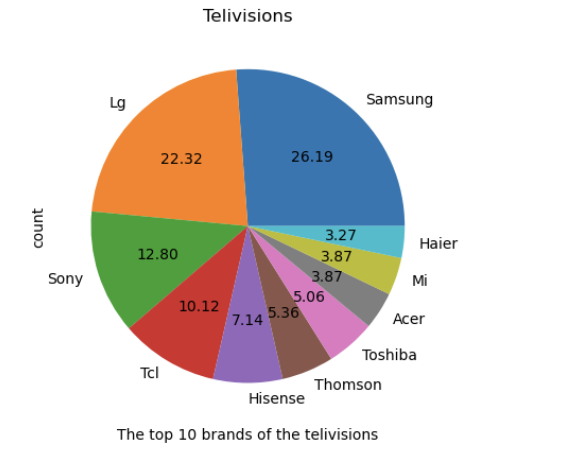 Telivisions
Samsung
Lg
26.19
22.32
count
12.80
3.27
Haier
3.87
Sony
3.87
Mi
10.12
5.06
7.14
5.36
Acer
Toshiba
Tcl
Thomson
Hisense
The top 10 brands of the telivisions